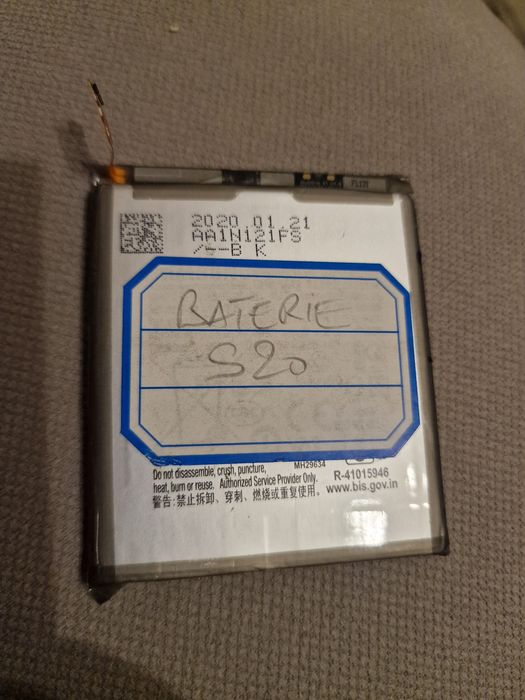 2020.01.21
AA1N121FS
/--B K
BATERIE
S20
Do not disassemble, crush, puncture,
heat, burn or reuse. Authorized Service Provider Only.
警告:禁止拆卸、穿刺、燃烧或重复使用。
MH29634
R-41015946
www.bis.gov.in